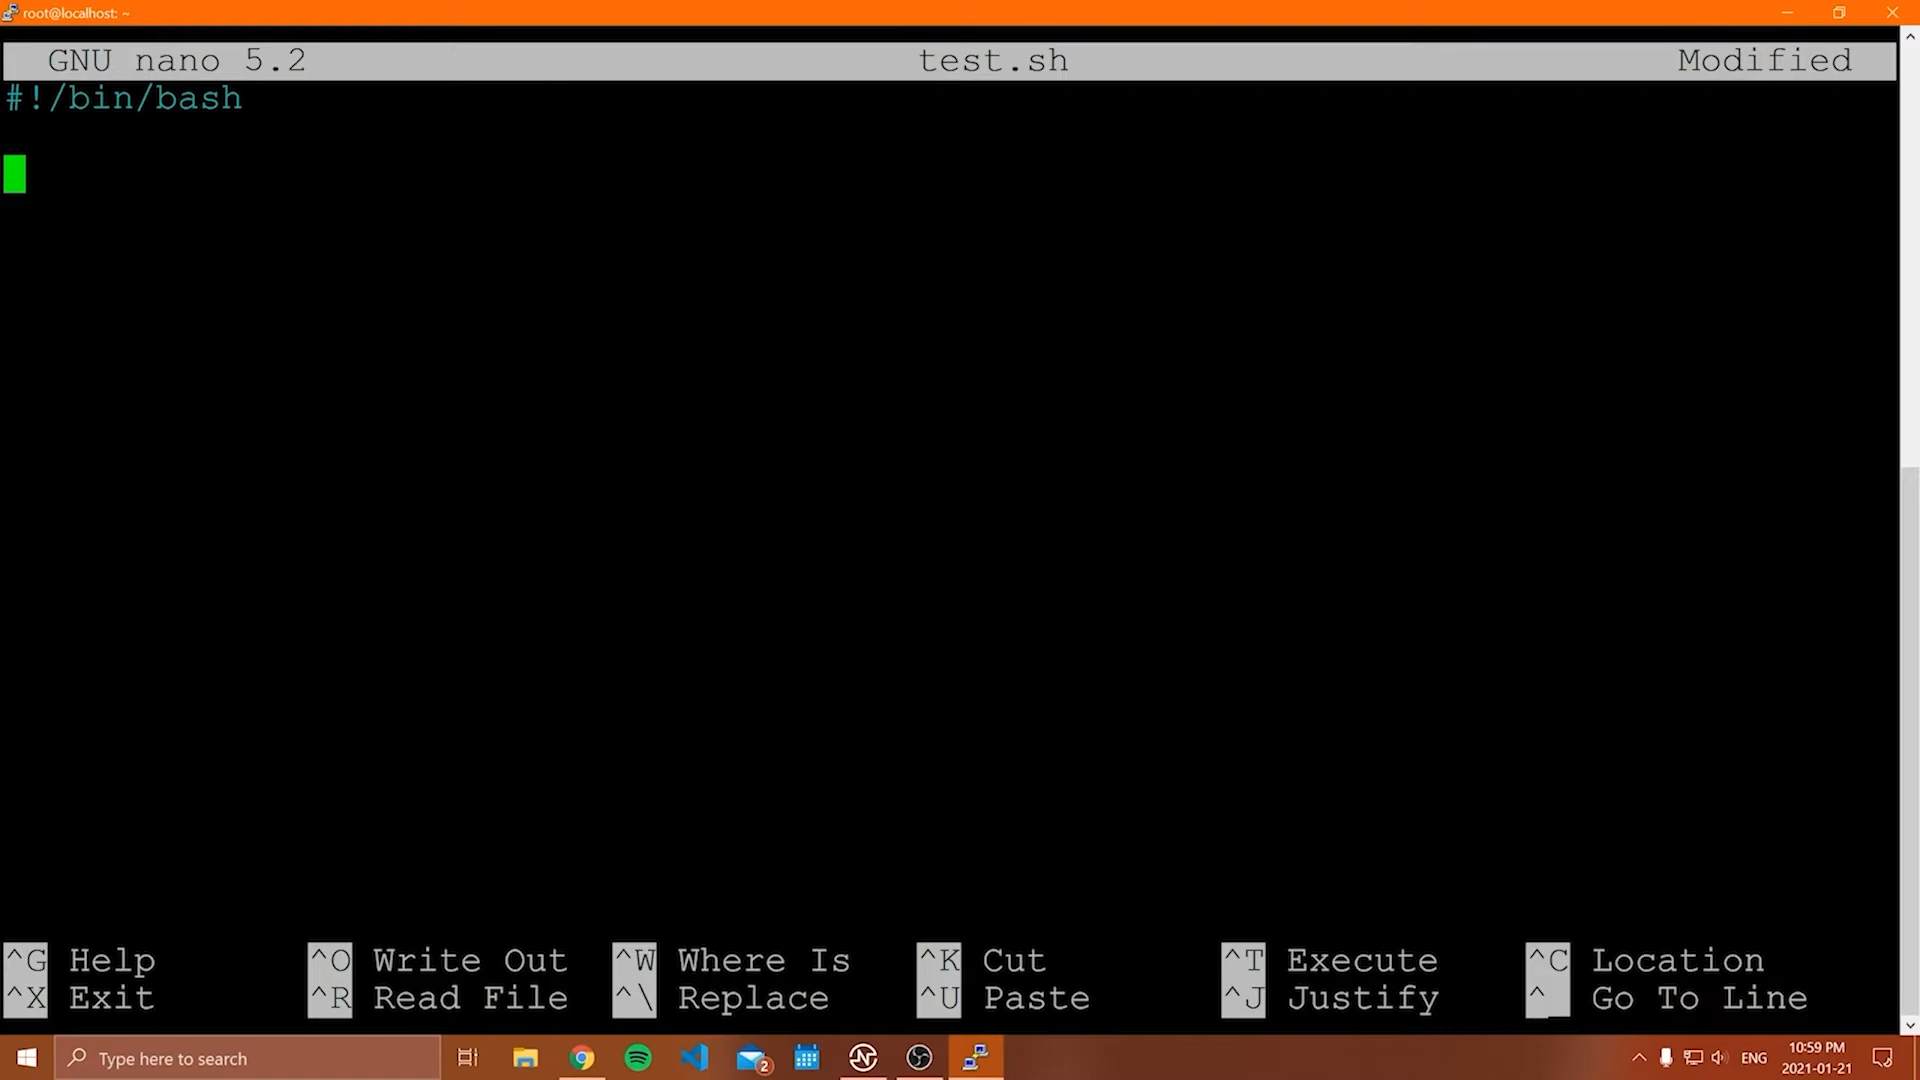 root@localhost: ~
GNU nano 5.2 test.sh Modified
#!/bin/bash
^G Help ^O Write Out ^W Where Is ^K Cut ^T Execute ^C Location
^X Exit ^R Read File ^\ Replace ^U Paste ^J Justify ^_ Go To Line
Type here to search
2
ENG
10:59 PM
2021-01-21